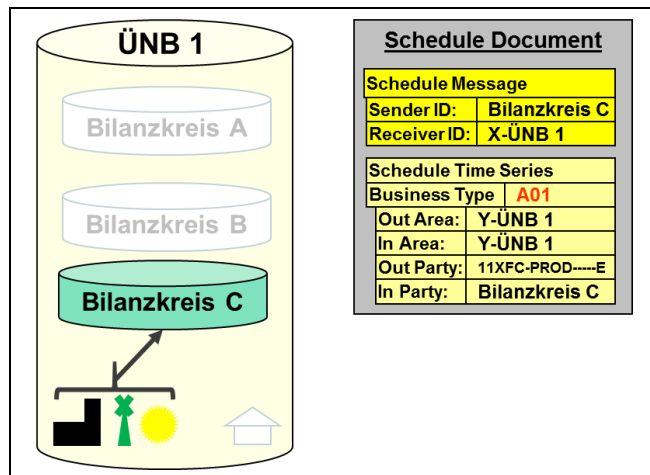 ÜNB 1
Bilanzkreis A
Bilanzkreis B
Bilanzkreis C
Schedule Document
Schedule Message
Sender ID: Bilanzkreis C
Receiver ID: X-ÜNB 1
Schedule Time Series
Business Type A01
Out Area: Y-ÜNB 1
In Area: Y-ÜNB 1
Out Party: 11XFC-PROD-----E
In Party: Bilanzkreis C